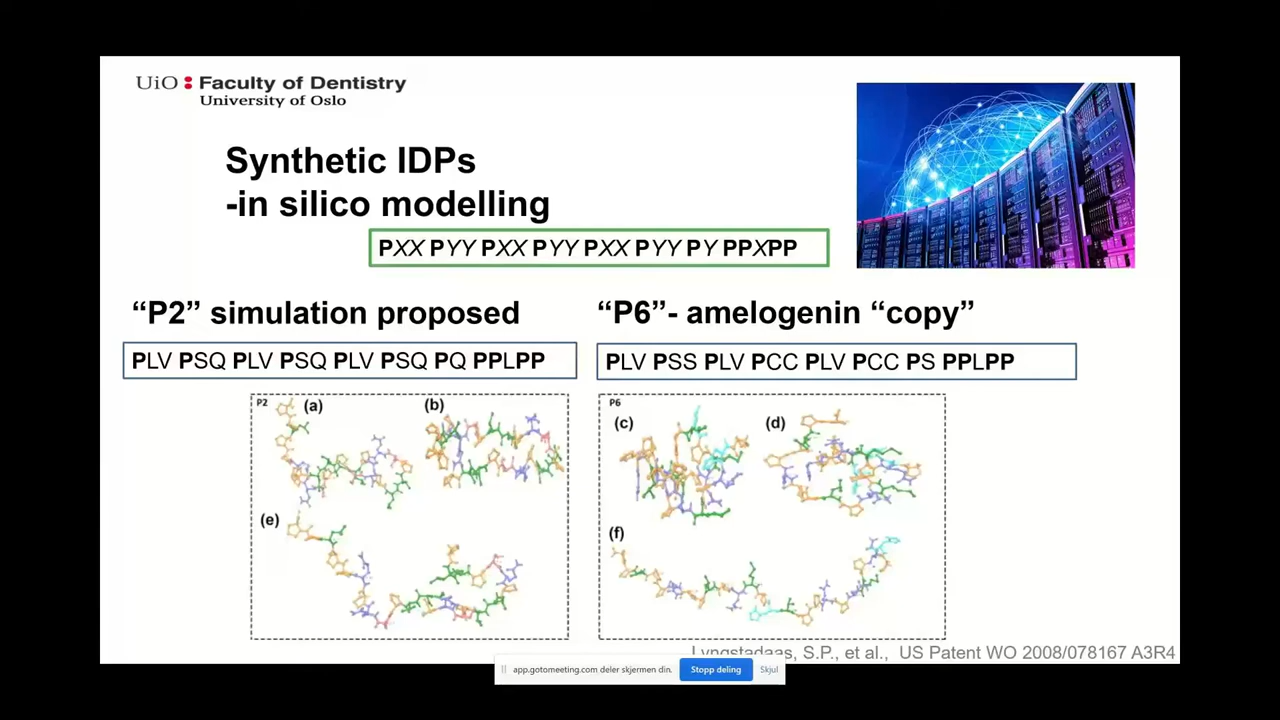 UiO : Faculty of Dentistry
University of Oslo
Synthetic IDPs
-in silico modelling
PXX PYY PXX PYY PXX PYY PY PPXPP
“P2” simulation proposed
“P6”- amelogenin “copy”
PLV PSQ PLV PSQ PLV PSQ PQ PPLPP
PLV PSS PLV PCC PLV PCC PS PPLPP
P2
(a)
(b)
(e)
P6
(c)
(d)
(f)
Lyngstadaas, S.P., et al., US Patent WO 2008/078167 A3R4
app.gotomeeting.com deler skjermen din.
Stopp deling
Skjul